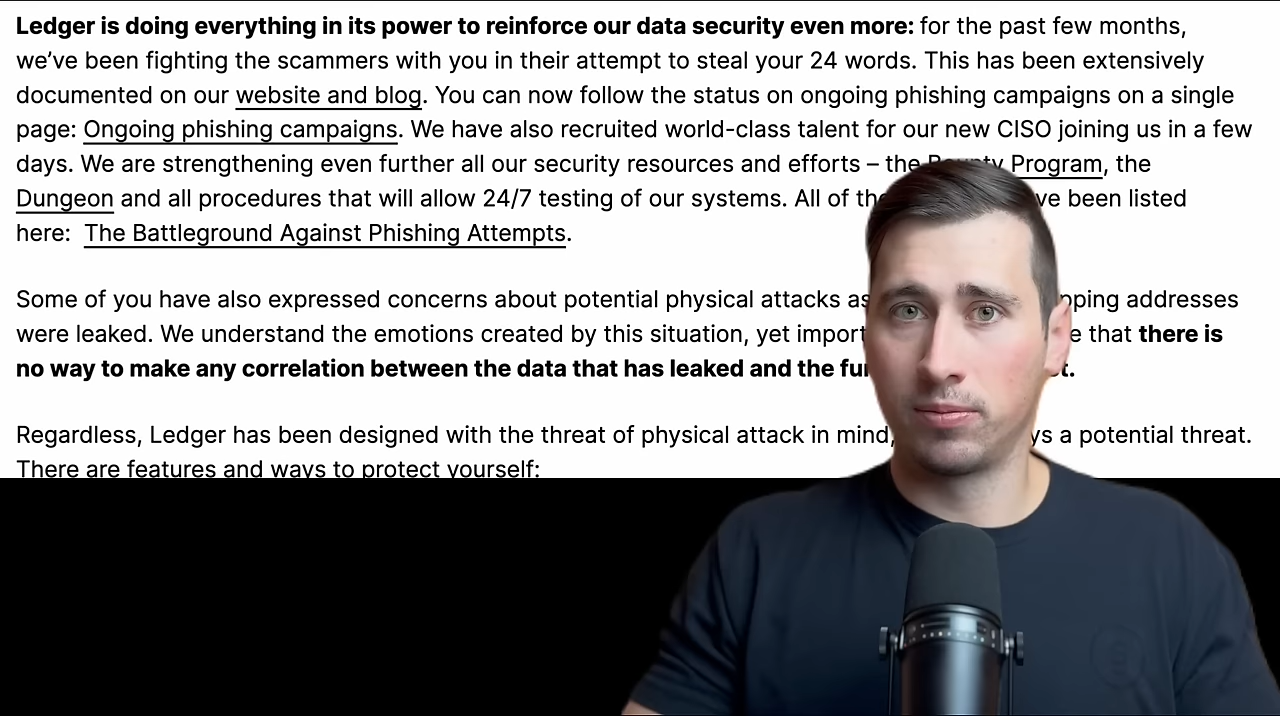 Ledger is doing everything in its power to reinforce our data security even more: for the past few months,
we’ve been fighting the scammers with you in their attempt to steal your 24 words. This has been extensively
documented on our website and blog. You can now follow the status on ongoing phishing campaigns on a single
page: Ongoing phishing campaigns. We have also recruited world-class talent for our new CISO joining us in a few
days. We are strengthening even further all our security resources and efforts – the Bounty Program, the
Dungeon and all procedures that will allow 24/7 testing of our systems. All of been listed
here: The Battleground Against Phishing Attempts.
Some of you have also expressed concerns about potential physical attacks as addresses
were leaked. We understand the emotions created by this situation, yet that there is
no way to make any correlation between the data that has leaked and the
Regardless, Ledger has been designed with the threat of physical attack in mind, a potential threat.
There are features and ways to protect yourself: